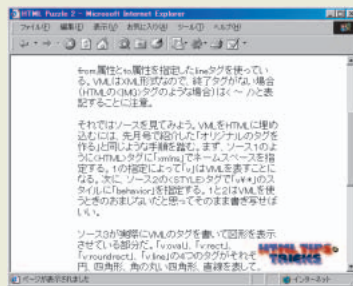 HTML Puzzle 2 - Microsoft Internet Explorer
ファイル(F) 編集(E) 表示(V) お気に入り(A) ツール(T) ヘルプ(H)
from属性とto属性を指定したlineタグを使ってい
る。VMLはXML形式なので、終了タグがない場合
(HTMLの<IMG>タグのような場合)は< ～ />と表
記することに注意。
それではソースを見てみよう。VMLをHTMLに埋め
込むには、先月号で紹介した「オリジナルのタグを
作る」と同じような手順を踏む。まず、ソース1のよ
うに<HTML>タグに「xmlns」でネームスペースを指
定する。1の指定によって「v」はVMLを表すことに
なる。次に、ソース2の<STYLE>タグで「v¥:*」のス
タイルに「behavior」を指定する。1と2はVMLを使
うときのおまじないだと思ってそのまま書き写せば
いい。
ソース3が実際にVMLのタグを書いて図形を表示
させている部分だ。「v:oval」、「v:rect」、
「v:roundrect」、「v:line」の4つのタグがそれぞ
円、四角形、角の丸い四角形、直線を表して、
HTML TIPS
TRICKS
ページが表示されました
インターネット